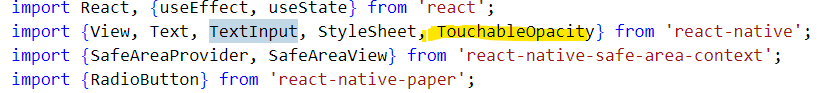 import React, {useEffect, useState} from 'react';
import {View, Text, TextInput, StyleSheet, TouchableOpacity} from 'react-native';
import {SafeAreaProvider, SafeAreaView} from 'react-native-safe-area-context';
import {RadioButton} from 'react-native-paper';